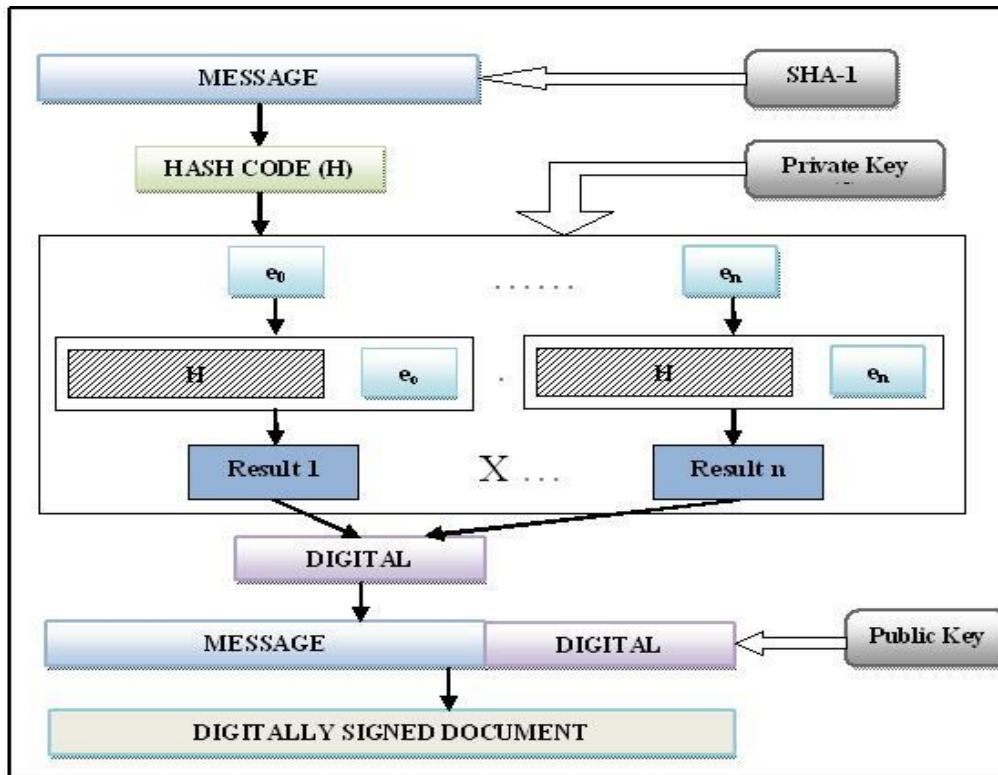 MESSAGE
SHA-1
HASH CODE (H)
Private Key
e₀
......
eₙ
H
e₀
.
H
eₙ
Result 1
X ...
Result n
DIGITAL
MESSAGE
DIGITAL
Public Key
DIGITALLY SIGNED DOCUMENT